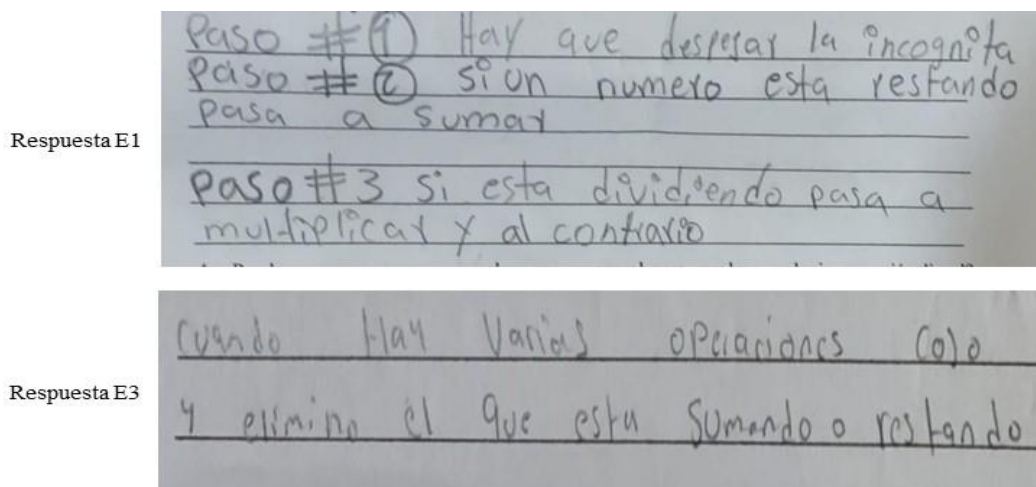 Respuesta E1
Paso #① Hay que despejar la incognita
Paso #② si un numero esta restando
pasa a sumar
paso #3 si esta dividiendo pasa a
multiplicar y al contrario
Respuesta E3
Cuando Hay Varias operaciones cojo
y elimino el que esta sumando o restando